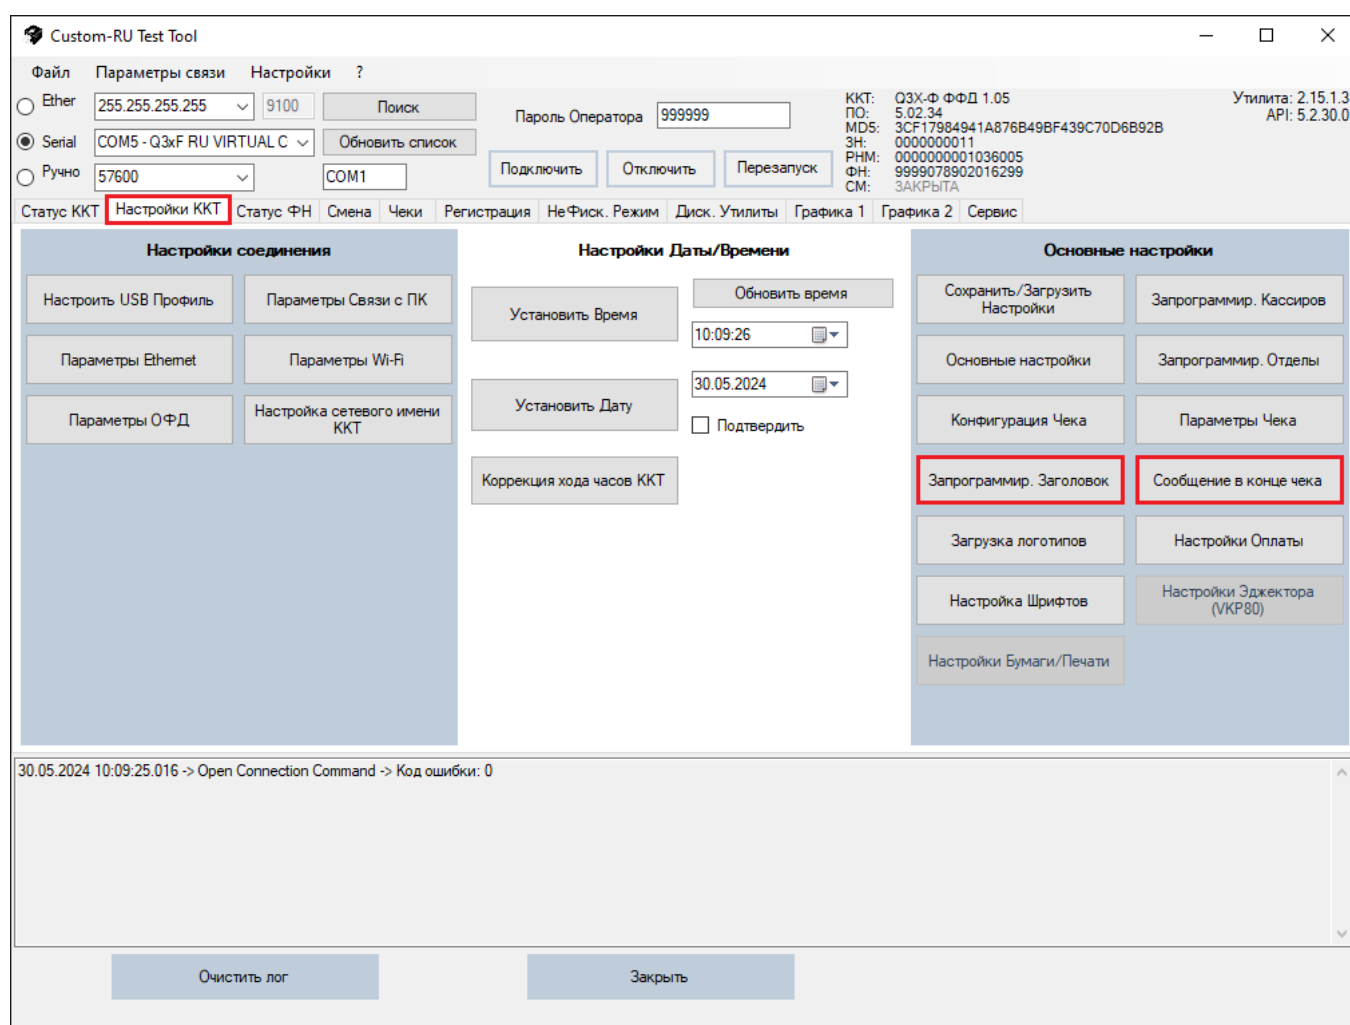 Custom-RU Test Tool
Файл Параметры связи Настройки ?
Ether 255.255.255.255 9100 Поиск
Serial COM5 - Q3xF RU VIRTUAL C Обновить список
Ручно 57600 COM1
Пароль Оператора 999999
Подключить Отключить Перезапуск
ККТ: Q3X-Ф ФФД 1.05
ПО: 5.02.34
MD5: 3CF17984941A876B49BF439C70D6B92B
ЗН: 0000000011
РНМ: 0000000001036005
ФН: 9999078902016299
СМ: ЗАКРЫТА
Утилита: 2.15.1.3
API: 5.2.30.0
Статус ККТ Настройки ККТ Статус ФН Смена Чеки Регистрация НеФиск. Режим Диск. Утилиты Графика 1 Графика 2 Сервис
Настройки соединения
Настроить USB Профиль Параметры Связи с ПК
Параметры Ethernet Параметры Wi-Fi
Параметры ОФД Настройка сетевого имени
ККТ
Настройки Даты/Времени
Установить Время Обновить время
10:09:26
Установить Дату 30.05.2024
Подтвердить
Коррекция хода часов ККТ
Основные настройки
Сохранить/Загрузить
Настройки
Запрограммир. Кассиров
Основные настройки Запрограммир. Отделы
Конфигурация Чека Параметры Чека
Запрограммир. Заголовок Сообщение в конце чека
Загрузка логотипов Настройки Оплаты
Настройка Шрифтов Настройки Эджектора
(VKP80)
Настройки Бумаги/Печати
30.05.2024 10:09:25.016 -> Open Connection Command -> Код ошибки: 0
Очистить лог Закрыть